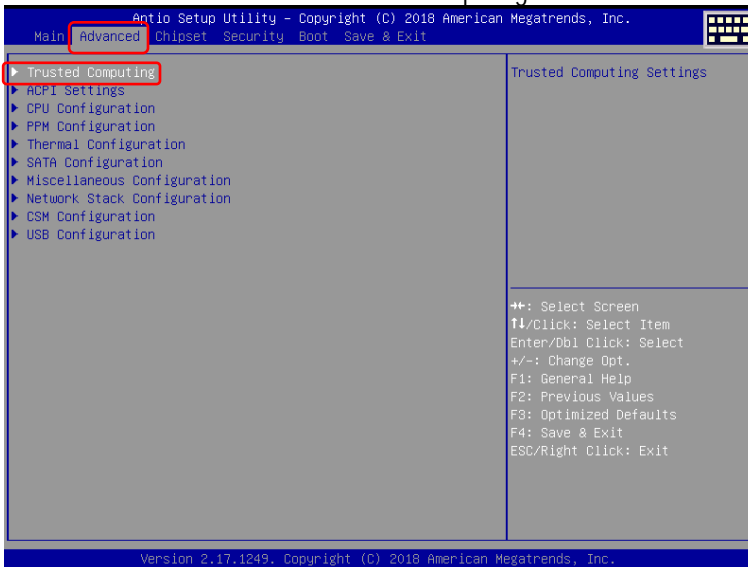 Aptio Setup Utility – Copyright (C) 2018 American Megatrends, Inc.
Main Advanced Chipset Security Boot Save & Exit
▶ Trusted Computing
▶ ACPI Settings
▶ CPU Configuration
▶ PPM Configuration
▶ Thermal Configuration
▶ SATA Configuration
▶ Miscellaneous Configuration
▶ Network Stack Configuration
▶ CSM Configuration
▶ USB Configuration
Trusted Computing Settings
→←: Select Screen
↑↓/Click: Select Item
Enter/Dbl Click: Select
+/-: Change Opt.
F1: General Help
F2: Previous Values
F3: Optimized Defaults
F4: Save & Exit
ESC/Right Click: Exit
Version 2.17.1249. Copyright (C) 2018 American Megatrends, Inc.